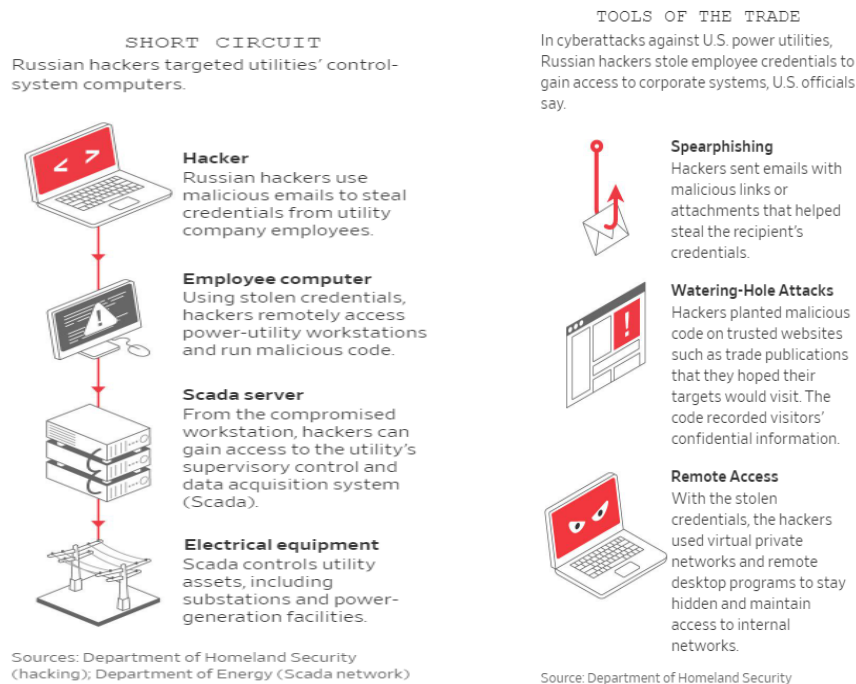 SHORT CIRCUIT
Russian hackers targeted utilities’ control-
system computers.
Hacker
Russian hackers use
malicious emails to steal
credentials from utility
company employees.
Employee computer
Using stolen credentials,
hackers remotely access
power-utility workstations
and run malicious code.
Scada server
From the compromised
workstation, hackers can
gain access to the utility’s
supervisory control and
data acquisition system
(Scada).
Electrical equipment
Scada controls utility
assets, including
substations and power-
generation facilities.
Sources: Department of Homeland Security
(hacking); Department of Energy (Scada network)
TOOLS OF THE TRADE
In cyberattacks against U.S. power utilities,
Russian hackers stole employee credentials to
gain access to corporate systems, U.S. officials
say.
Spearphishing
Hackers sent emails with
malicious links or
attachments that helped
steal the recipient’s
credentials.
Watering-Hole Attacks
Hackers planted malicious
code on trusted websites
such as trade publications
that they hoped their
targets would visit. The
code recorded visitors’
confidential information.
Remote Access
With the stolen
credentials, the hackers
used virtual private
networks and remote
desktop programs to stay
hidden and maintain
access to internal
networks.
Source: Department of Homeland Security